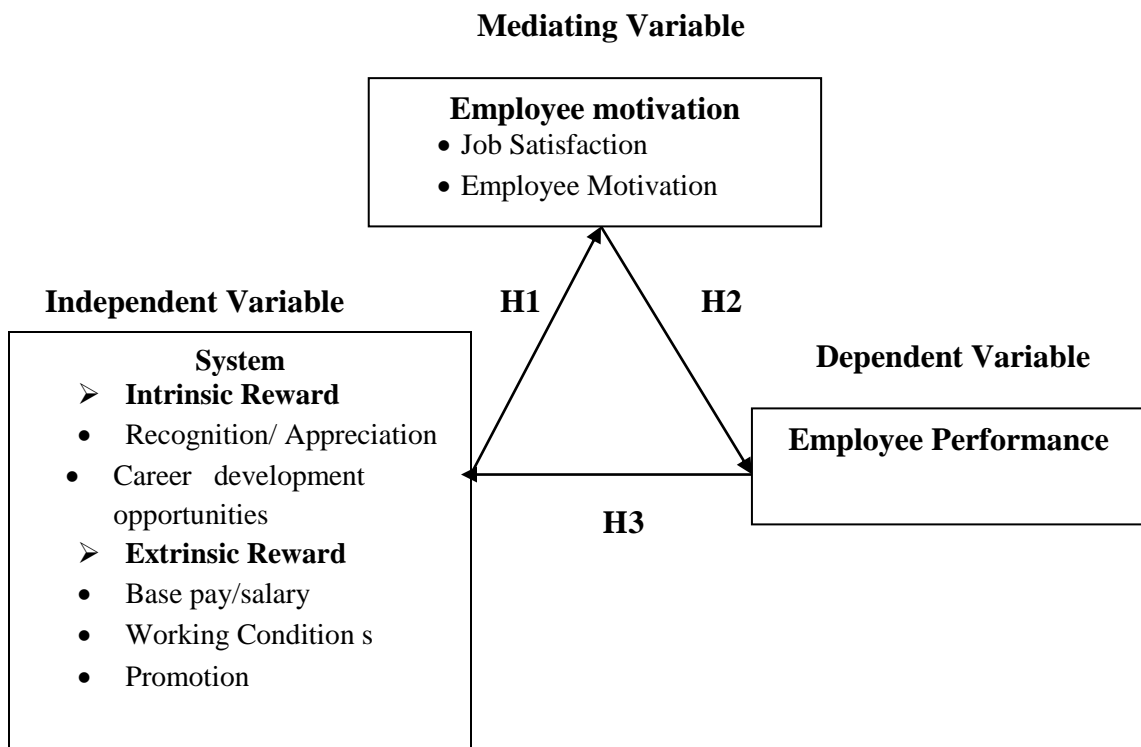 Mediating Variable
Employee motivation
• Job Satisfaction
• Employee Motivation
Independent Variable
H1
H2
System
➢ Intrinsic Reward
• Recognition/ Appreciation
• Career development
opportunities
➢ Extrinsic Reward
• Base pay/salary
• Working Condition s
• Promotion
Dependent Variable
Employee Performance
H3